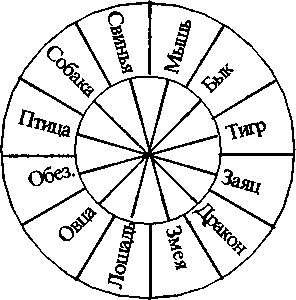 Мышь
Бык
Тигр
Заяц
Дракон
Змея
Лошадь
Овца
Обез.
Птица
Собака
Свинья